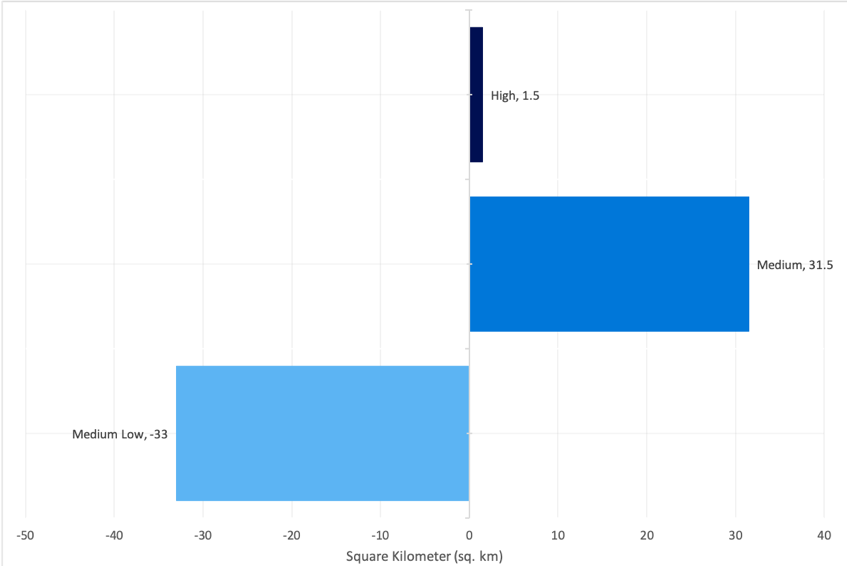 High, 1.5
Medium, 31.5
Medium Low, -33
-50 -40 -30 -20 -10 0 10 20 30 40
Square Kilometer (sq. km)